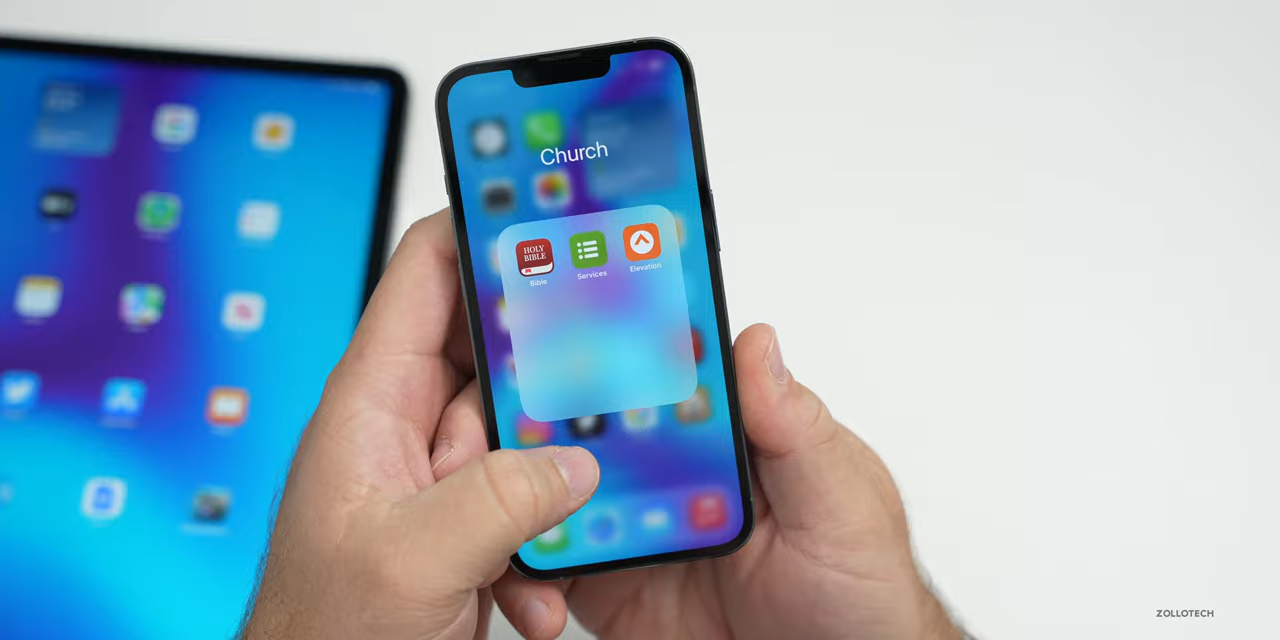 Church
HOLY
BIBLE
Bible
Services
Elevation
ZOLLOTECH